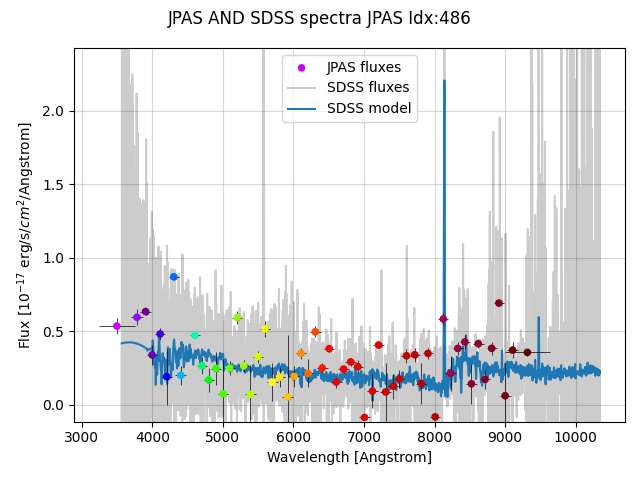 JPAS AND SDSS spectra JPAS Idx:486
JPAS fluxes
SDSS fluxes
SDSS model
Flux [10⁻¹⁷ erg/s/cm²/Angstrom]
2.0
1.5
1.0
0.5
0.0
3000 4000 5000 6000 7000 8000 9000 10000
Wavelength [Angstrom]